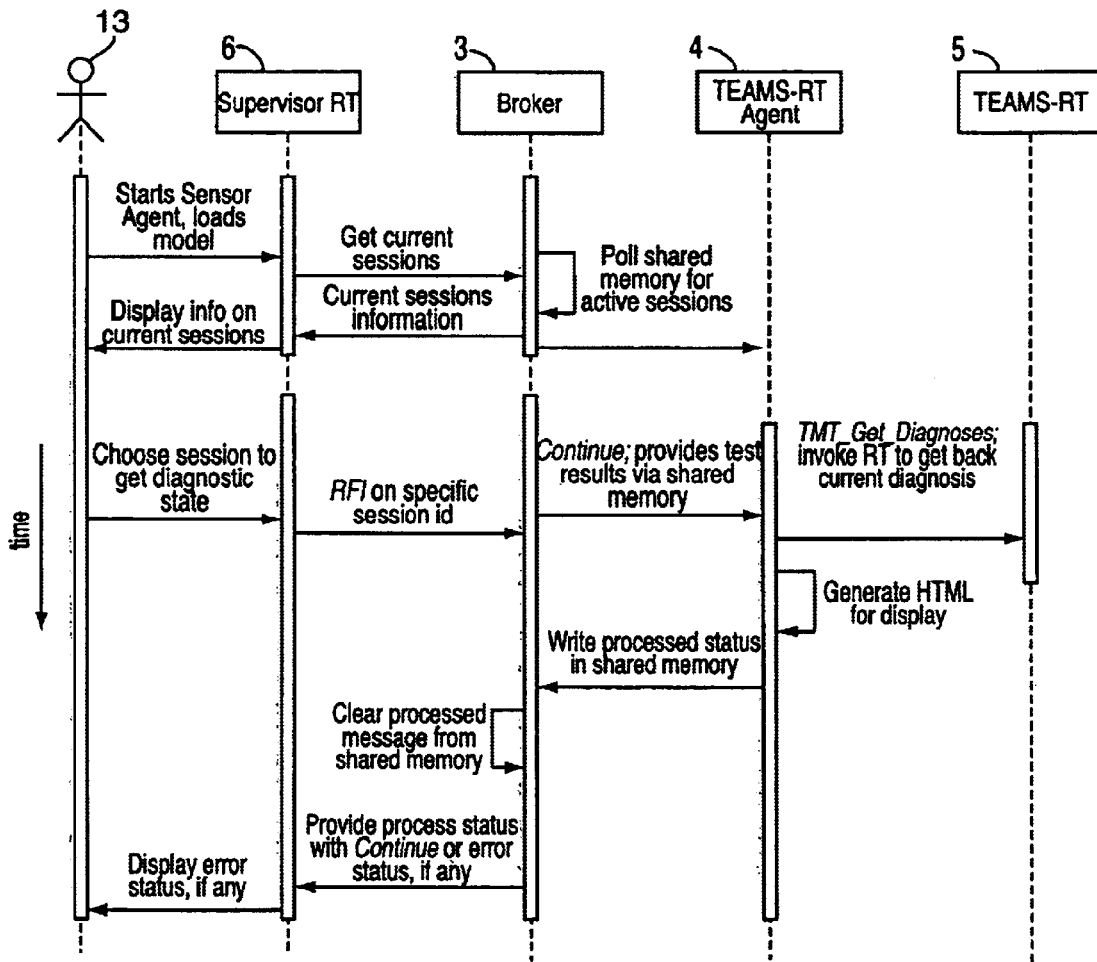 13
6
3
4
5
Supervisor RT
Broker
TEAMS-RT
Agent
TEAMS-RT
Starts Sensor
Agent, loads
model
Get current
sessions
Poll shared
memory for
active sessions
Current sessions
information
Display info on
current sessions
time
Choose session to
get diagnostic
state
RFI on specific
session id
Continue; provides test
results via shared
memory
TMT_Get_Diagnoses;
invoke RT to get back
current diagnosis
Generate HTML
for display
Write processed status
in shared memory
Clear processed
message from
shared memory
Provide process status
with Continue or error
status, if any
Display error
status, if any